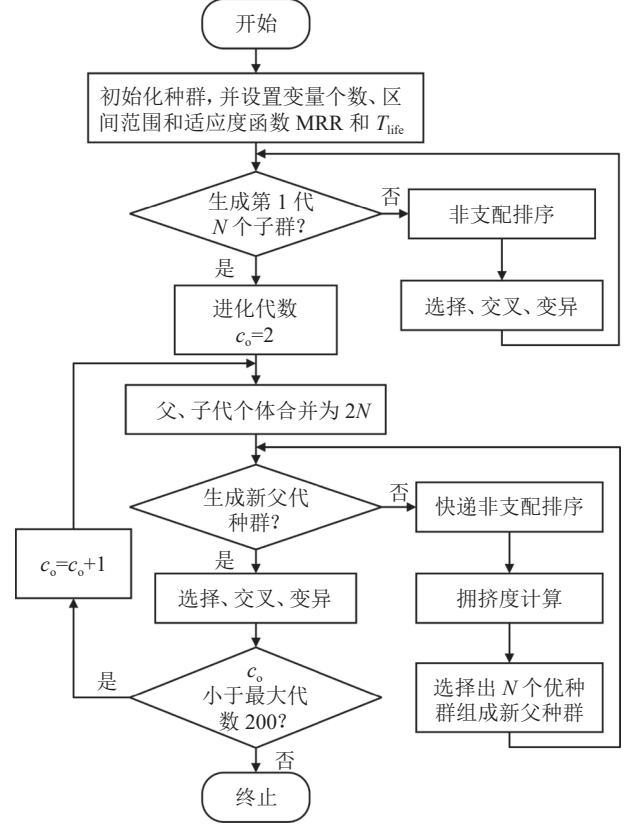 开始
初始化种群,并设置变量个数、区
间范围和适应度函数 MRR 和 Tlife
生成第 1 代
N 个子群?
否
非支配排序
是
选择、交叉、变异
进化代数
co=2
父、子代个体合并为 2N
生成新父代
种群?
否
快递非支配排序
是
co=co+1
选择、交叉、变异
拥挤度计算
co
小于最大代
数 200?
是
选择出 N 个优种
群组成新父种群
否
终止